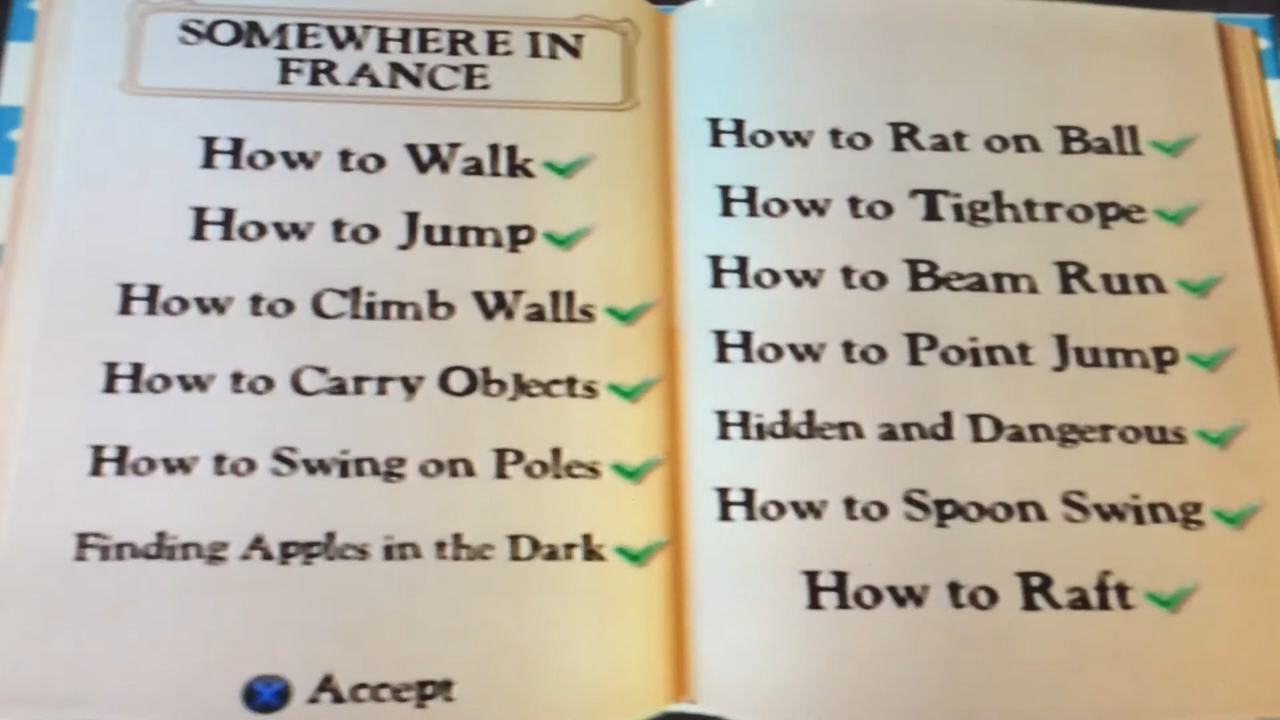 SOMEWHERE IN
FRANCE
How to Walk
How to Jump
How to Climb Walls
How to Carry Objects
How to Swing on Poles
Finding Apples in the Dark
Accept
How to Rat on Ball
How to Tightrope
How to Beam Run
How to Point Jump
Hidden and Dangerous
How to Spoon Swing
How to Raft